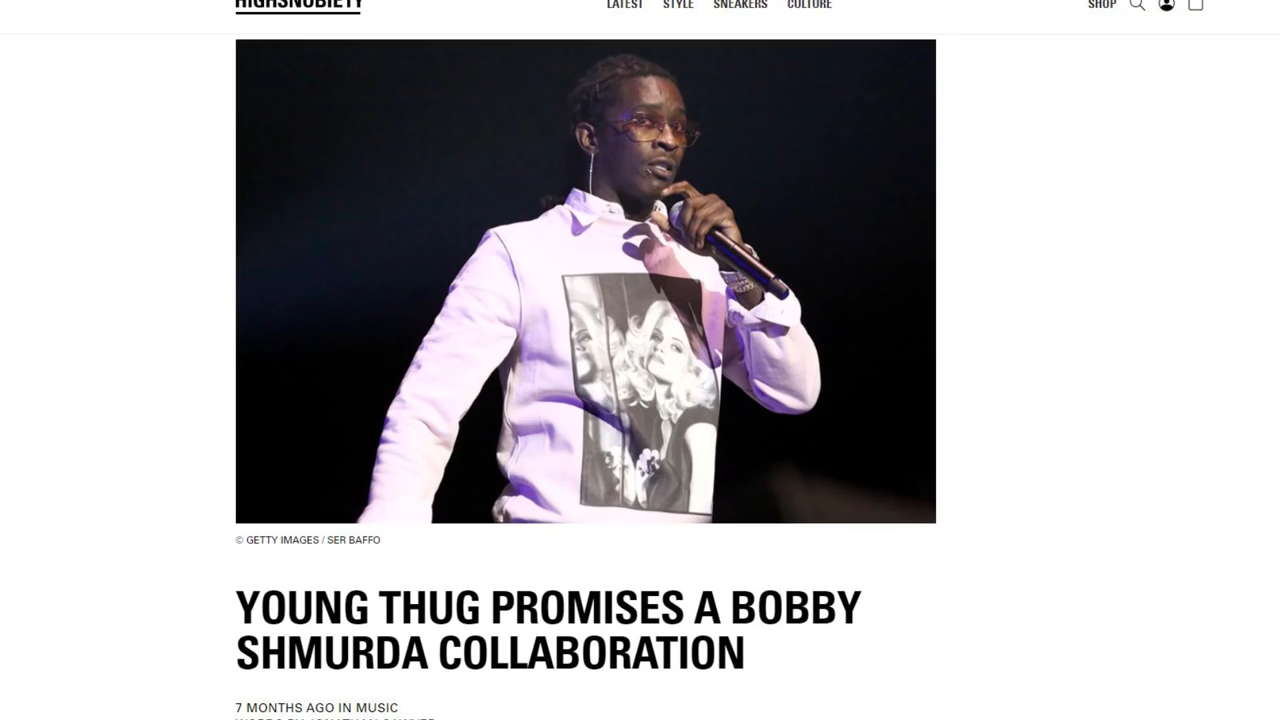 HIGHSNOBIETY
LATEST STYLE SNEAKERS CULTURE
SHOP
© GETTY IMAGES / SER BAFFO
YOUNG THUG PROMISES A BOBBY
SHMURDA COLLABORATION
7 MONTHS AGO IN MUSIC